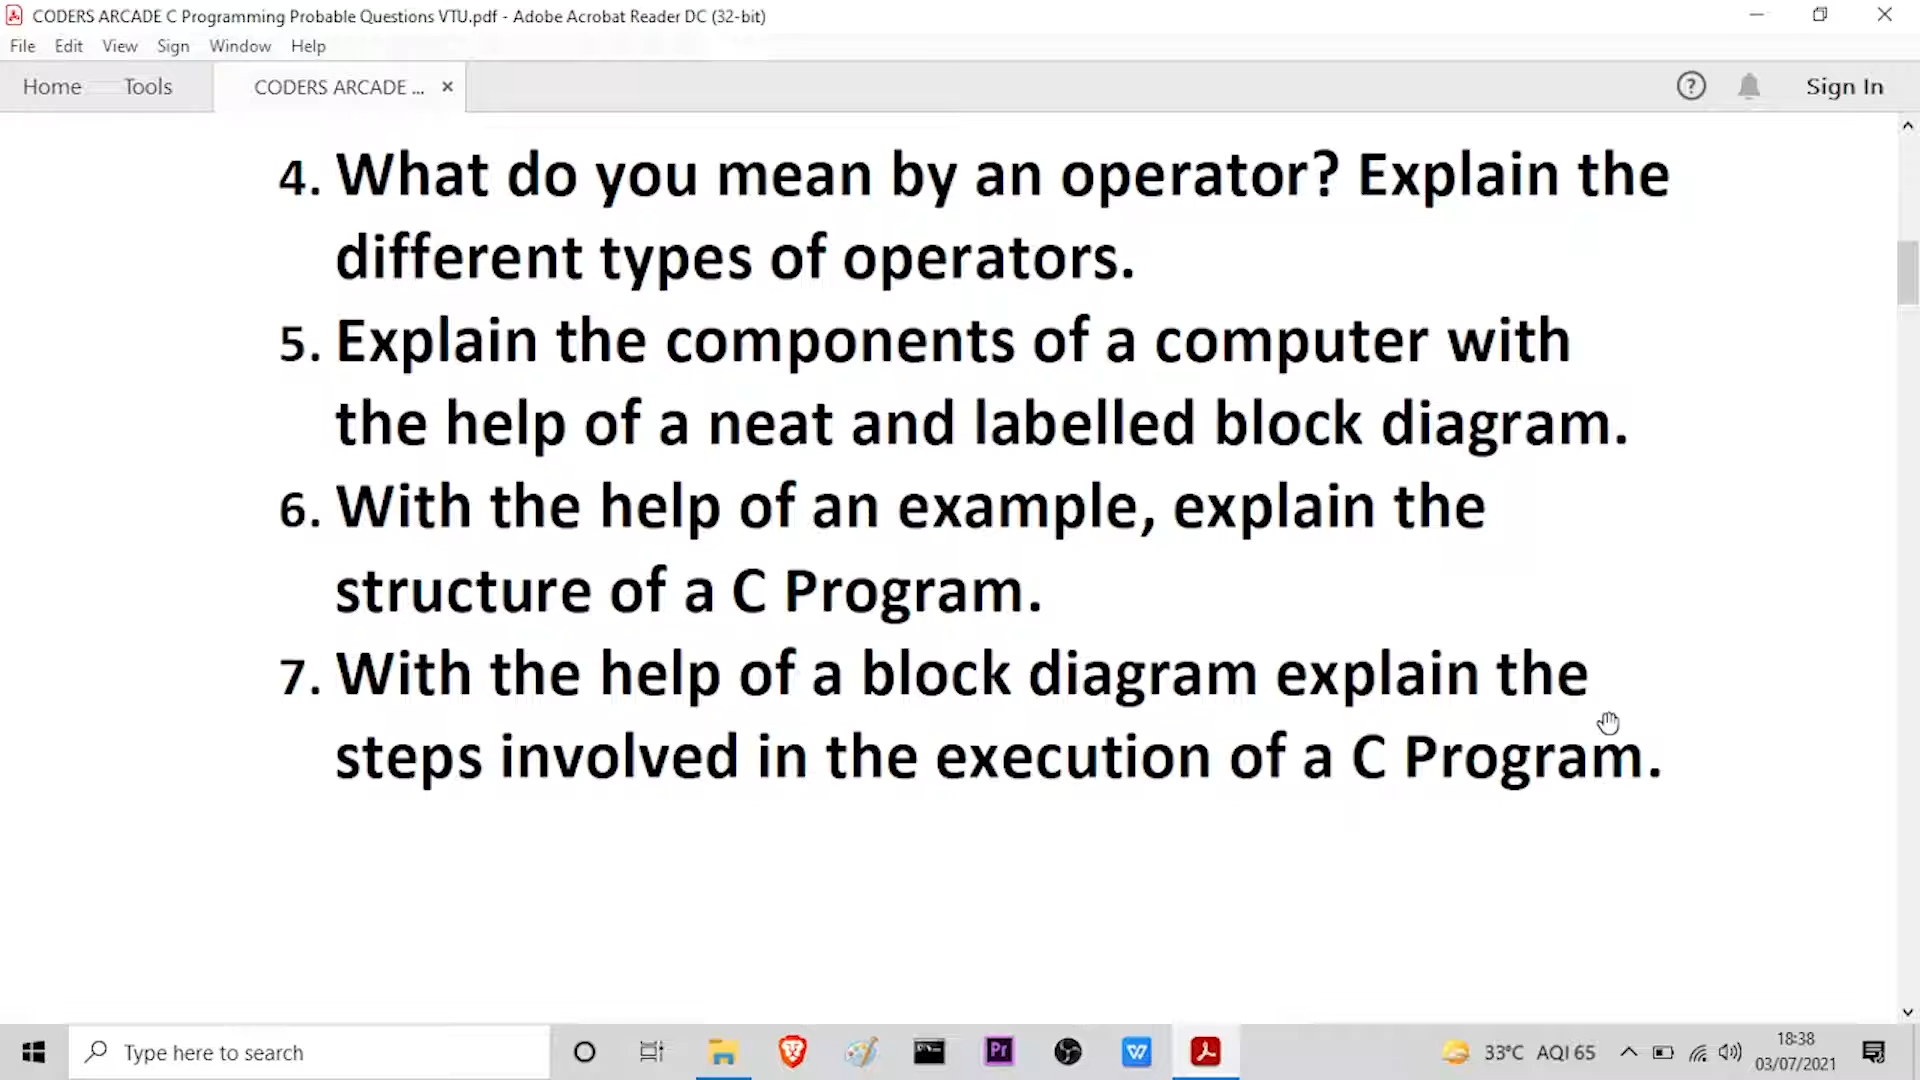 CODERS ARCADE C Programming Probable Questions VTU.pdf - Adobe Acrobat Reader DC (32-bit)
File Edit View Sign Window Help
Home Tools CODERS ARCADE ... × ? Sign In
4. What do you mean by an operator? Explain the
different types of operators.
5. Explain the components of a computer with
the help of a neat and labelled block diagram.
6. With the help of an example, explain the
structure of a C Program.
7. With the help of a block diagram explain the
steps involved in the execution of a C Program.
Type here to search Pr W 33°C AQI 65 18:38
03/07/2021